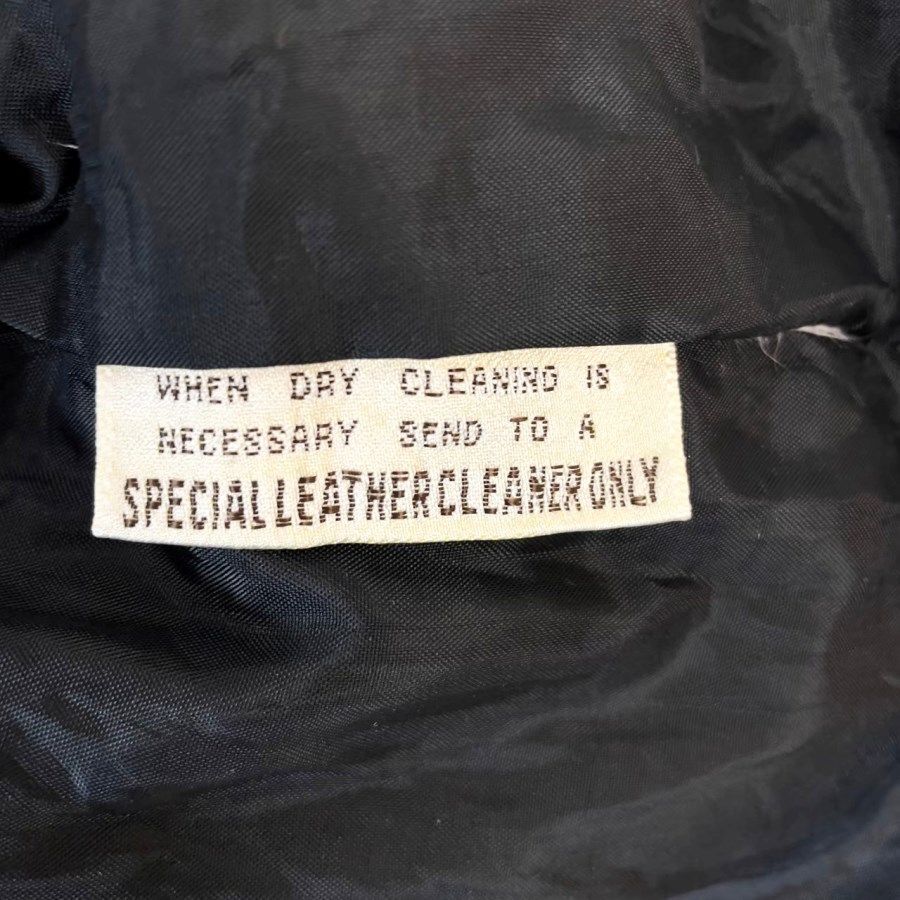 WHEN DRY CLEANING IS
NECESSARY SEND TO A
SPECIAL LEATHER CLEANER ONLY